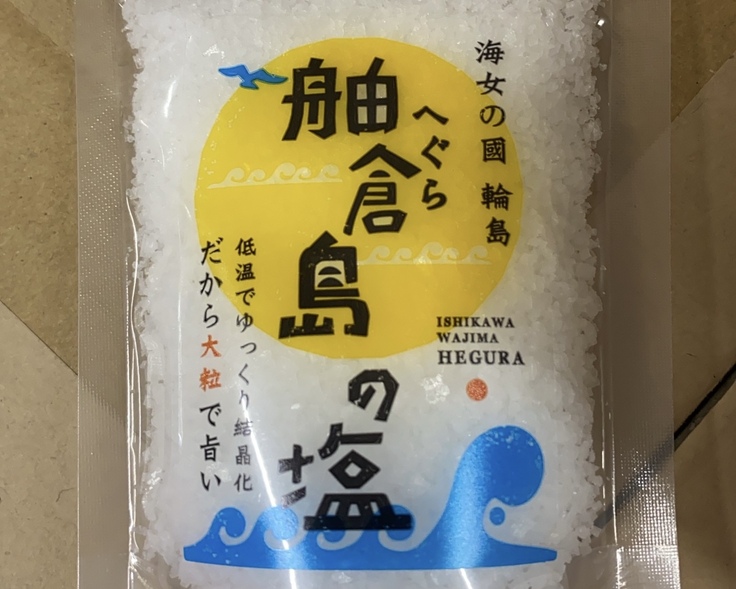 海女の國 輪島
へぐら
舳倉島の塩
ISHIKAWA
WAJIMA
HEGURA
低温でゆっくり結晶化
だから大粒で旨い